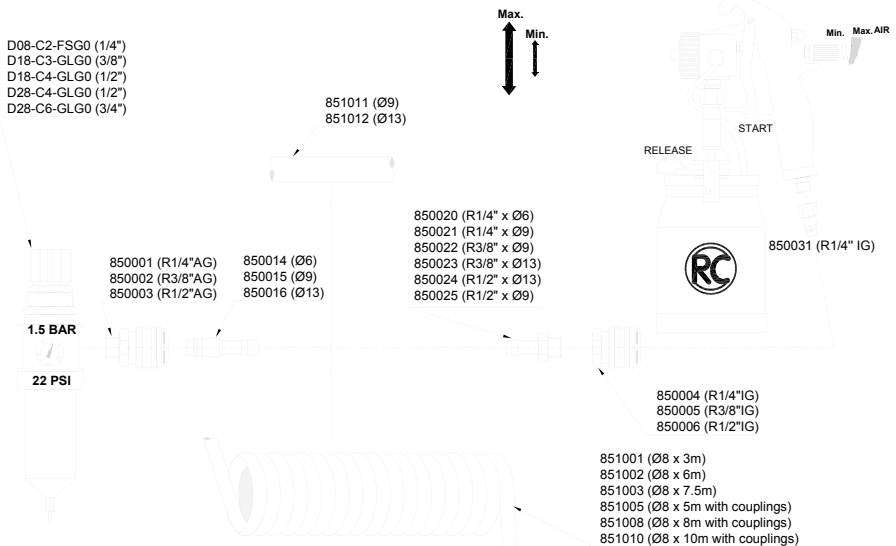 D08-C2-FSG0 (1/4")
D18-C3-GLG0 (3/8")
D18-C4-GLG0 (1/2")
D28-C4-GLG0 (1/2")
D28-C6-GLG0 (3/4")
Max.
Min.
Min. Max. AIR
851011 (Ø9)
851012 (Ø13)
START
RELEASE
850020 (R1/4" x Ø6)
850021 (R1/4" x Ø9)
850022 (R3/8" x Ø9)
850023 (R3/8" x Ø13)
850024 (R1/2" x Ø13)
850025 (R1/2" x Ø9)
850031 (R1/4" IG)
RC
850001 (R1/4"AG)
850002 (R3/8"AG)
850003 (R1/2"AG)
850014 (Ø6)
850015 (Ø9)
850016 (Ø13)
1.5 BAR
22 PSI
850004 (R1/4"IG)
850005 (R3/8"IG)
850006 (R1/2"IG)
851001 (Ø8 x 3m)
851002 (Ø8 x 6m)
851003 (Ø8 x 7.5m)
851005 (Ø8 x 5m with couplings)
851008 (Ø8 x 8m with couplings)
851010 (Ø8 x 10m with couplings)